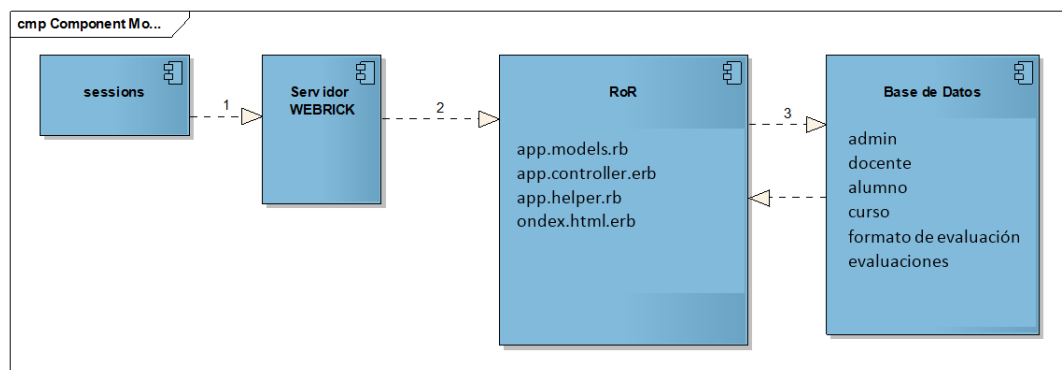 cmp Component Mo...
sessions
1
Servidor
WEBRICK
2
RoR
app.models.rb
app.controller.erb
app.helper.rb
ondex.html.erb
3
Base de Datos
admin
docente
alumno
curso
formato de evaluación
evaluaciones